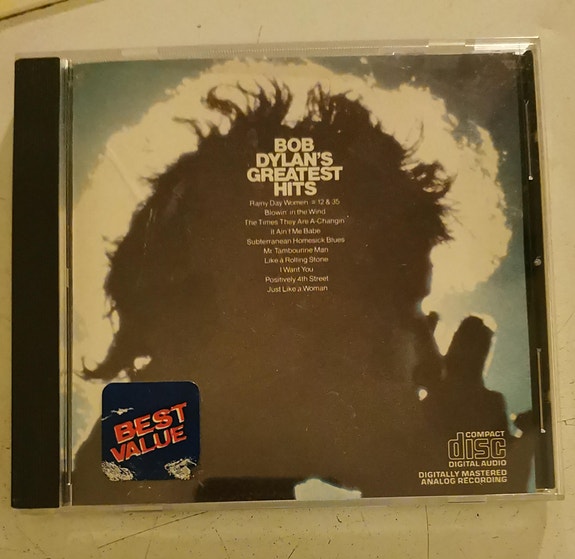 BOB
DYLAN'S
GREATEST
HITS
Rainy Day Women #12 & 35
Blowin' in the Wind
The Times They Are A-Changin'
It Ain't Me Babe
Subterranean Homesick Blues
Mr. Tambourine Man
Like a Rolling Stone
I Want You
Positively 4th Street
Just Like a Woman
BEST
VALUE
COMPACT
disc
DIGITAL AUDIO
DIGITALLY MASTERED
ANALOG RECORDING